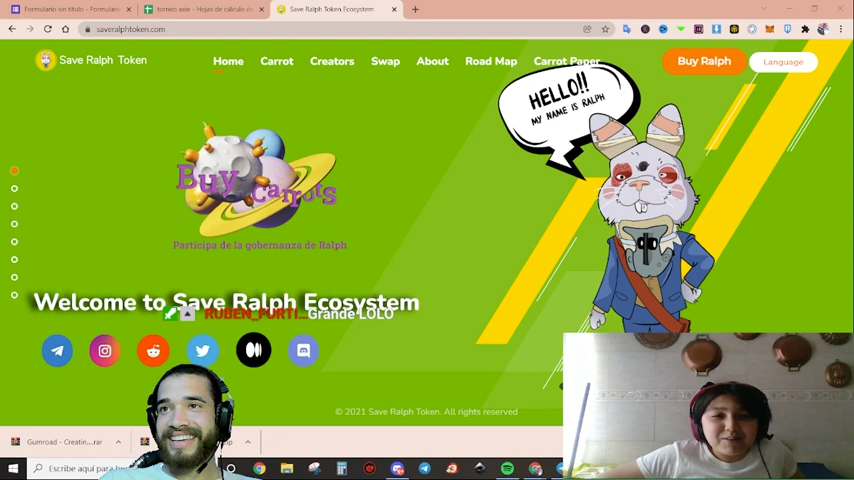 Formulario sin título - Formulario
torneo aqie - Hojas de cálculo de
Save Ralph Token Ecosystem
saveralphtoken.com
Save Ralph Token
Home
Carrot
Creators
Swap
About
Road Map
Carrot Paper
Buy Ralph
Language
HELLO!!
MY NAME IS RALPH
Buy
Carrots
Participa de la gobernanza de Ralph
Welcome to Save Ralph Ecosystem
RUBEN_FURTI... Grande LOLO
© 2021 Save Ralph Token. All rights reserved
Gumroad - Creatin....rar
Escribe aquí para